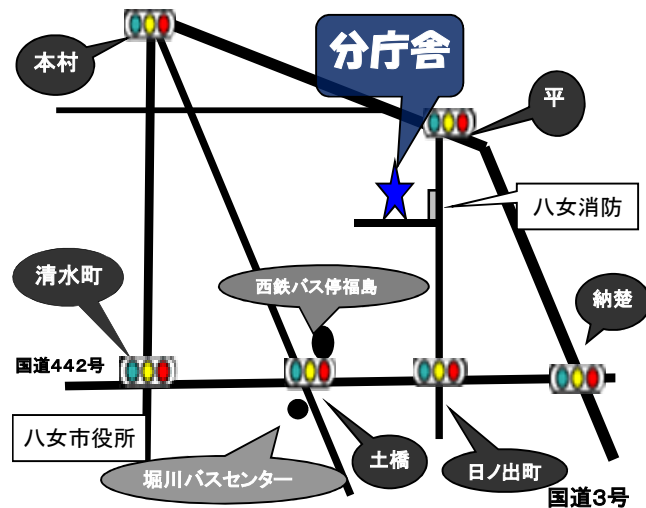 分庁舎
本村
平
八女消防
清水町
西鉄バス停福島
納楚
国道442号
八女市役所
土橋
日ノ出町
堀川バスセンター
国道3号